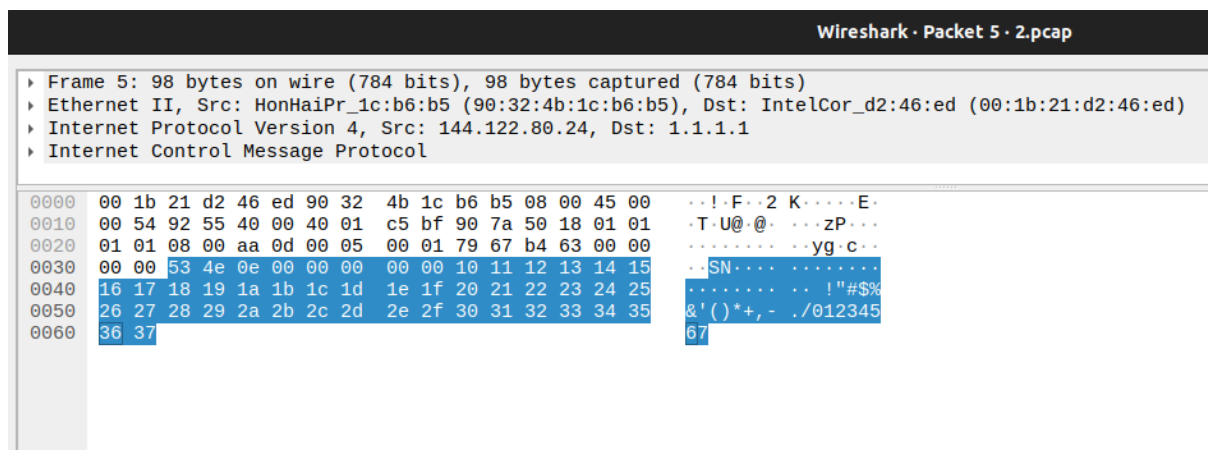 Wireshark · Packet 5 · 2.pcap
Frame 5: 98 bytes on wire (784 bits), 98 bytes captured (784 bits)
Ethernet II, Src: HonHaiPr_1c:b6:b5 (90:32:4b:1c:b6:b5), Dst: IntelCor_d2:46:ed (00:1b:21:d2:46:ed)
Internet Protocol Version 4, Src: 144.122.80.24, Dst: 1.1.1.1
Internet Control Message Protocol
0000 00 1b 21 d2 46 ed 90 32 4b 1c b6 b5 08 00 45 00 ··!·F··2 K·····E·
0010 00 54 92 55 40 00 40 01 c5 bf 90 7a 50 18 01 01 ·T·U@·@· ···zP···
0020 01 01 08 00 aa 0d 00 05 00 01 79 67 b4 63 00 00 ········ ··yg·c··
0030 00 00 53 4e 0e 00 00 00 00 00 10 11 12 13 14 15 ··SN···· ········
0040 16 17 18 19 1a 1b 1c 1d 1e 1f 20 21 22 23 24 25 ········ ·· !"#$%
0050 26 27 28 29 2a 2b 2c 2d 2e 2f 30 31 32 33 34 35 &'()*+,- ./012345
0060 36 37 67